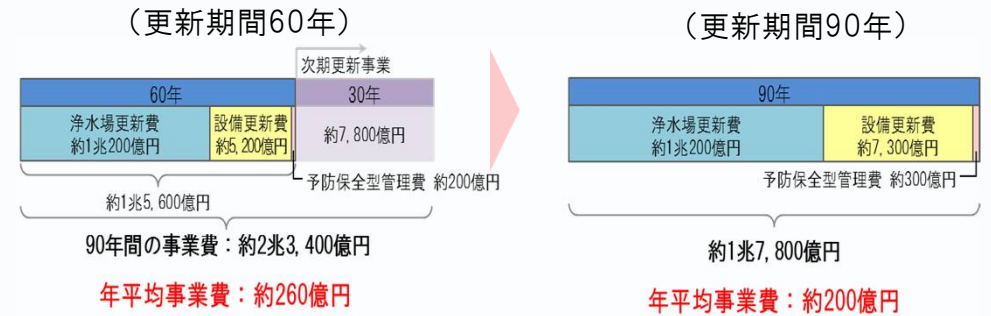 （更新期間60年）
次期更新事業
60年
30年
浄水場更新費
約1兆200億円
設備更新費
約5,200億円
約7,800億円
予防保全型管理費 約200億円
約1兆5,600億円
90年間の事業費：約2兆3,400億円
年平均事業費：約260億円
（更新期間90年）
90年
浄水場更新費
約1兆200億円
設備更新費
約7,300億円
予防保全型管理費 約300億円
約1兆7,800億円
年平均事業費：約200億円